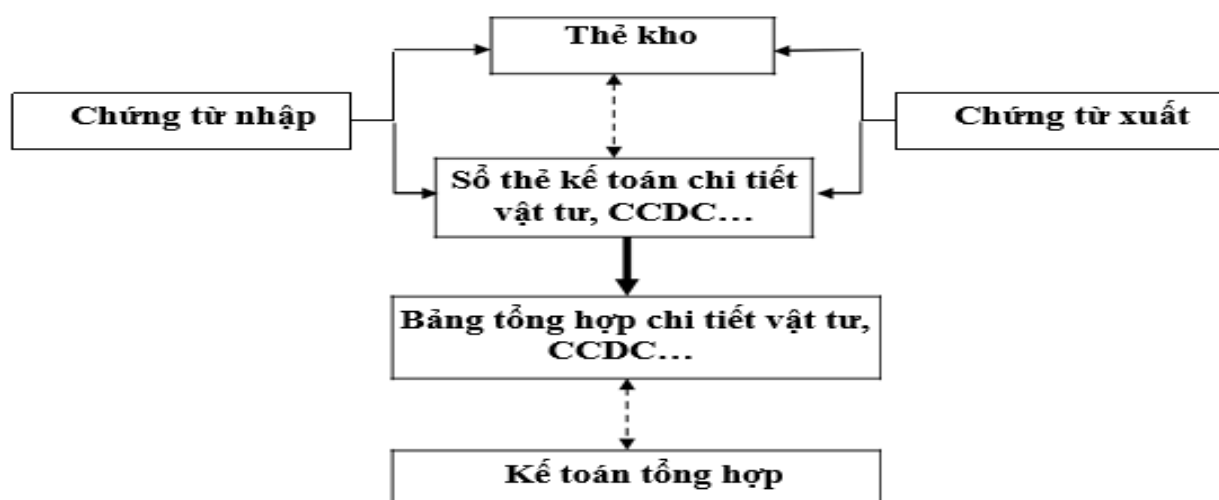 Thẻ kho
Chứng từ nhập
Chứng từ xuất
Sổ thẻ kế toán chi tiết
vật tư, CCDC...
Bảng tổng hợp chi tiết vật tư,
CCDC...
Kế toán tổng hợp